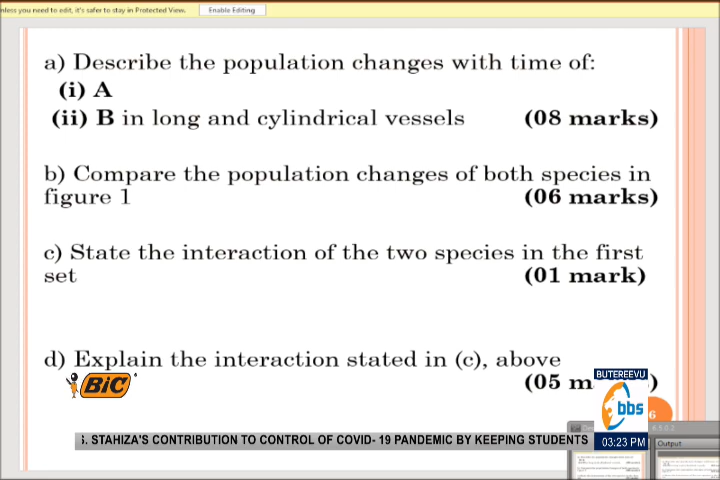 nless you need to edit, it's safer to stay in Protected View. Enable Editing
a) Describe the population changes with time of:
(i) A
(ii) B in long and cylindrical vessels (08 marks)
b) Compare the population changes of both species in
figure 1 (06 marks)
c) State the interaction of the two species in the first
set (01 mark)
d) Explain the interaction stated in (c), above
(05 m )
BiC
BUTEREEVU
bbs
6
Output
S. STAHIZA'S CONTRIBUTION TO CONTROL OF COVID- 19 PANDEMIC BY KEEPING STUDENTS
03:23 PM